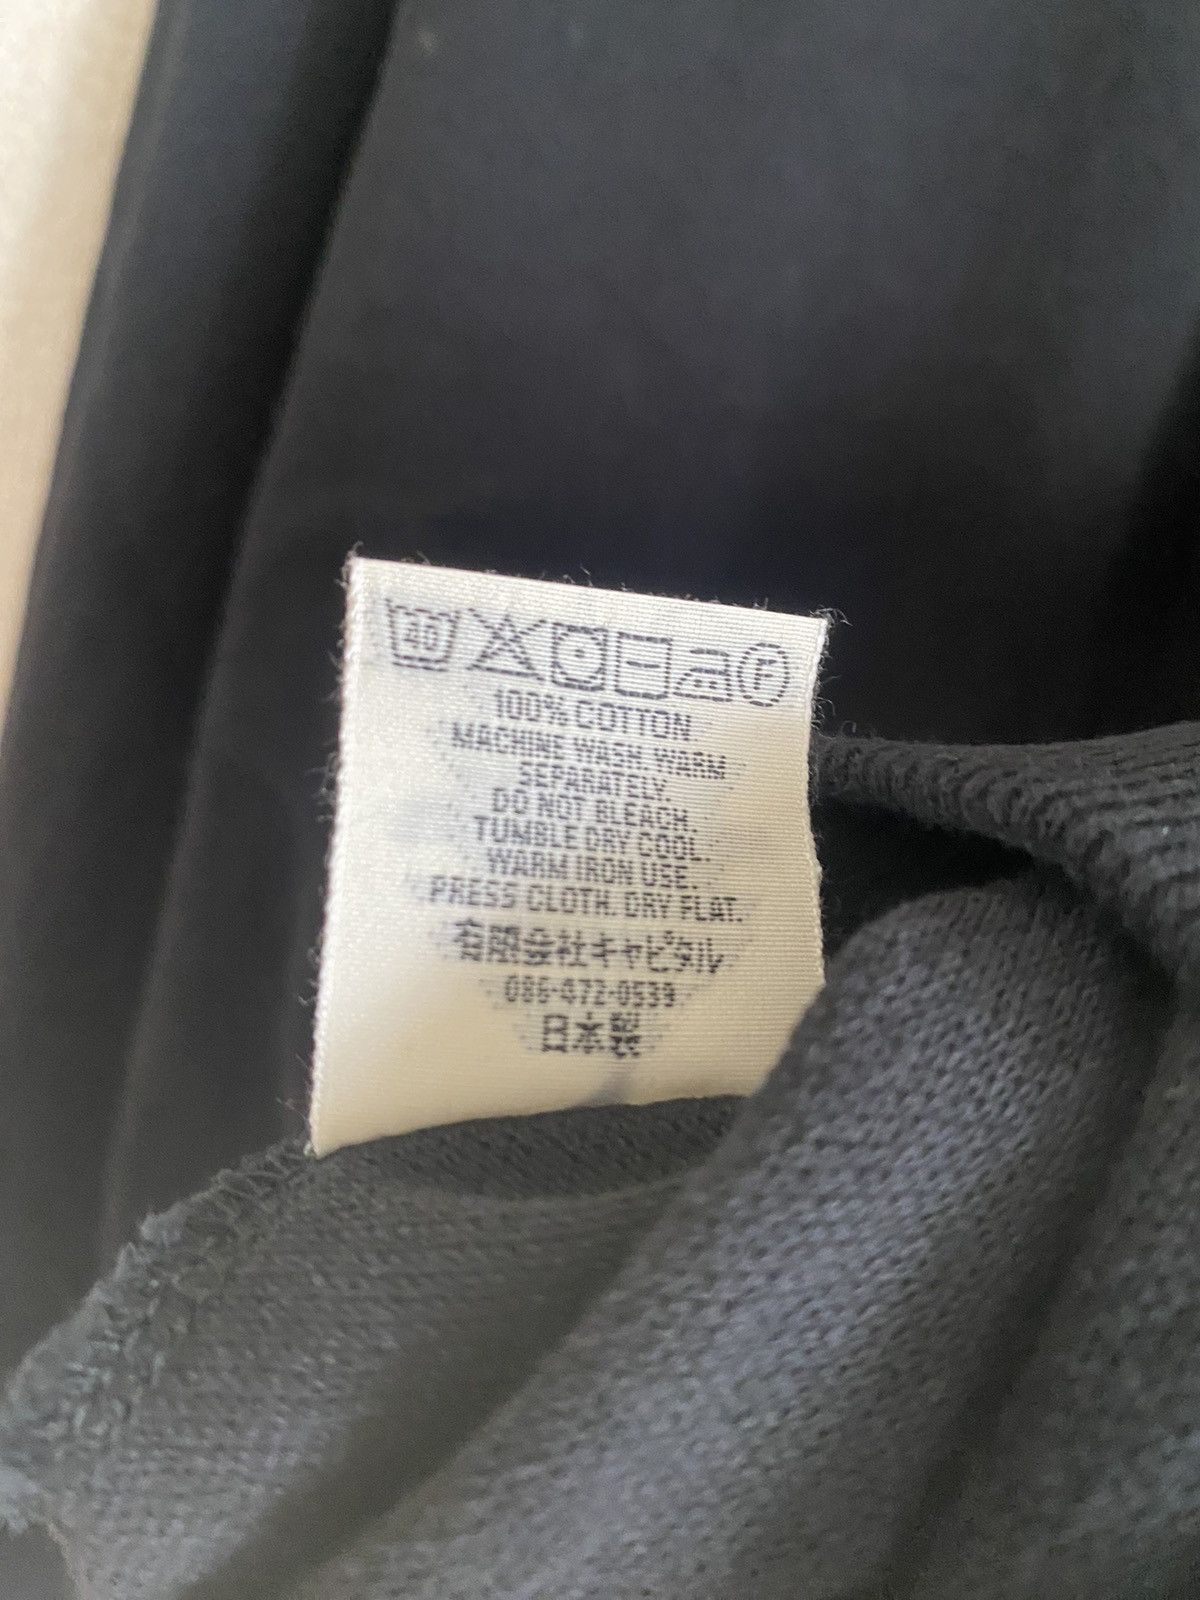 40 F
100% COTTON
MACHINE WASH, WARM
SEPARATELY.
DO NOT BLEACH.
TUMBLE DRY COOL.
WARM IRON USE.
PRESS CLOTH. DRY FLAT.
有限会社キャピタル
086-472-0539
日本製